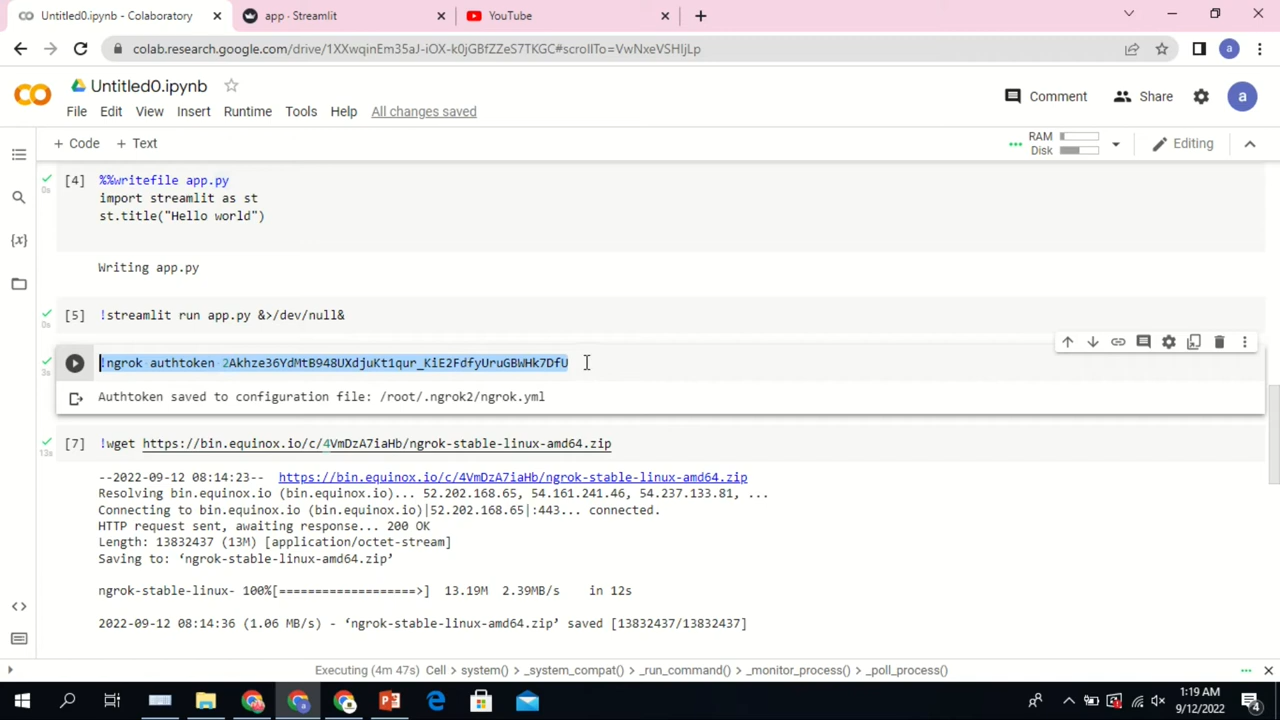 Untitled0.ipynb - Colaboratory
app · Streamlit
YouTube
colab.research.google.com/drive/1XXwqinEm35aJ-iOX-k0jGBfZZeS7TKGC#scrollTo=VwNxeVSHIjLp
a
Untitled0.ipynb
Comment
Share
a
File Edit View Insert Runtime Tools Help All changes saved
+ Code + Text
RAM
Disk
Editing
[4] %%writefile app.py
0s
import streamlit as st
st.title("Hello world")
Writing app.py
[5] !streamlit run app.py &>/dev/null&
0s
!ngrok authtoken 2Akhze36YdMtB948UXdjuKt1qur_KiE2FdfyUruGBWHk7DfU
3s
Authtoken saved to configuration file: /root/.ngrok2/ngrok.yml
[7] !wget https://bin.equinox.io/c/4VmDzA7iaHb/ngrok-stable-linux-amd64.zip
13s
--2022-09-12 08:14:23-- https://bin.equinox.io/c/4VmDzA7iaHb/ngrok-stable-linux-amd64.zip
Resolving bin.equinox.io (bin.equinox.io)... 52.202.168.65, 54.161.241.46, 54.237.133.81, ...
Connecting to bin.equinox.io (bin.equinox.io)|52.202.168.65|:443... connected.
HTTP request sent, awaiting response... 200 OK
Length: 13832437 (13M) [application/octet-stream]
Saving to: ‘ngrok-stable-linux-amd64.zip’
ngrok-stable-linux- 100%[===================>] 13.19M 2.39MB/s in 12s
2022-09-12 08:14:36 (1.06 MB/s) - ‘ngrok-stable-linux-amd64.zip’ saved [13832437/13832437]
Executing (4m 47s) Cell > system() > _system_compat() > _run_command() > _monitor_process() > _poll_process()
1:19 AM
9/12/2022
4